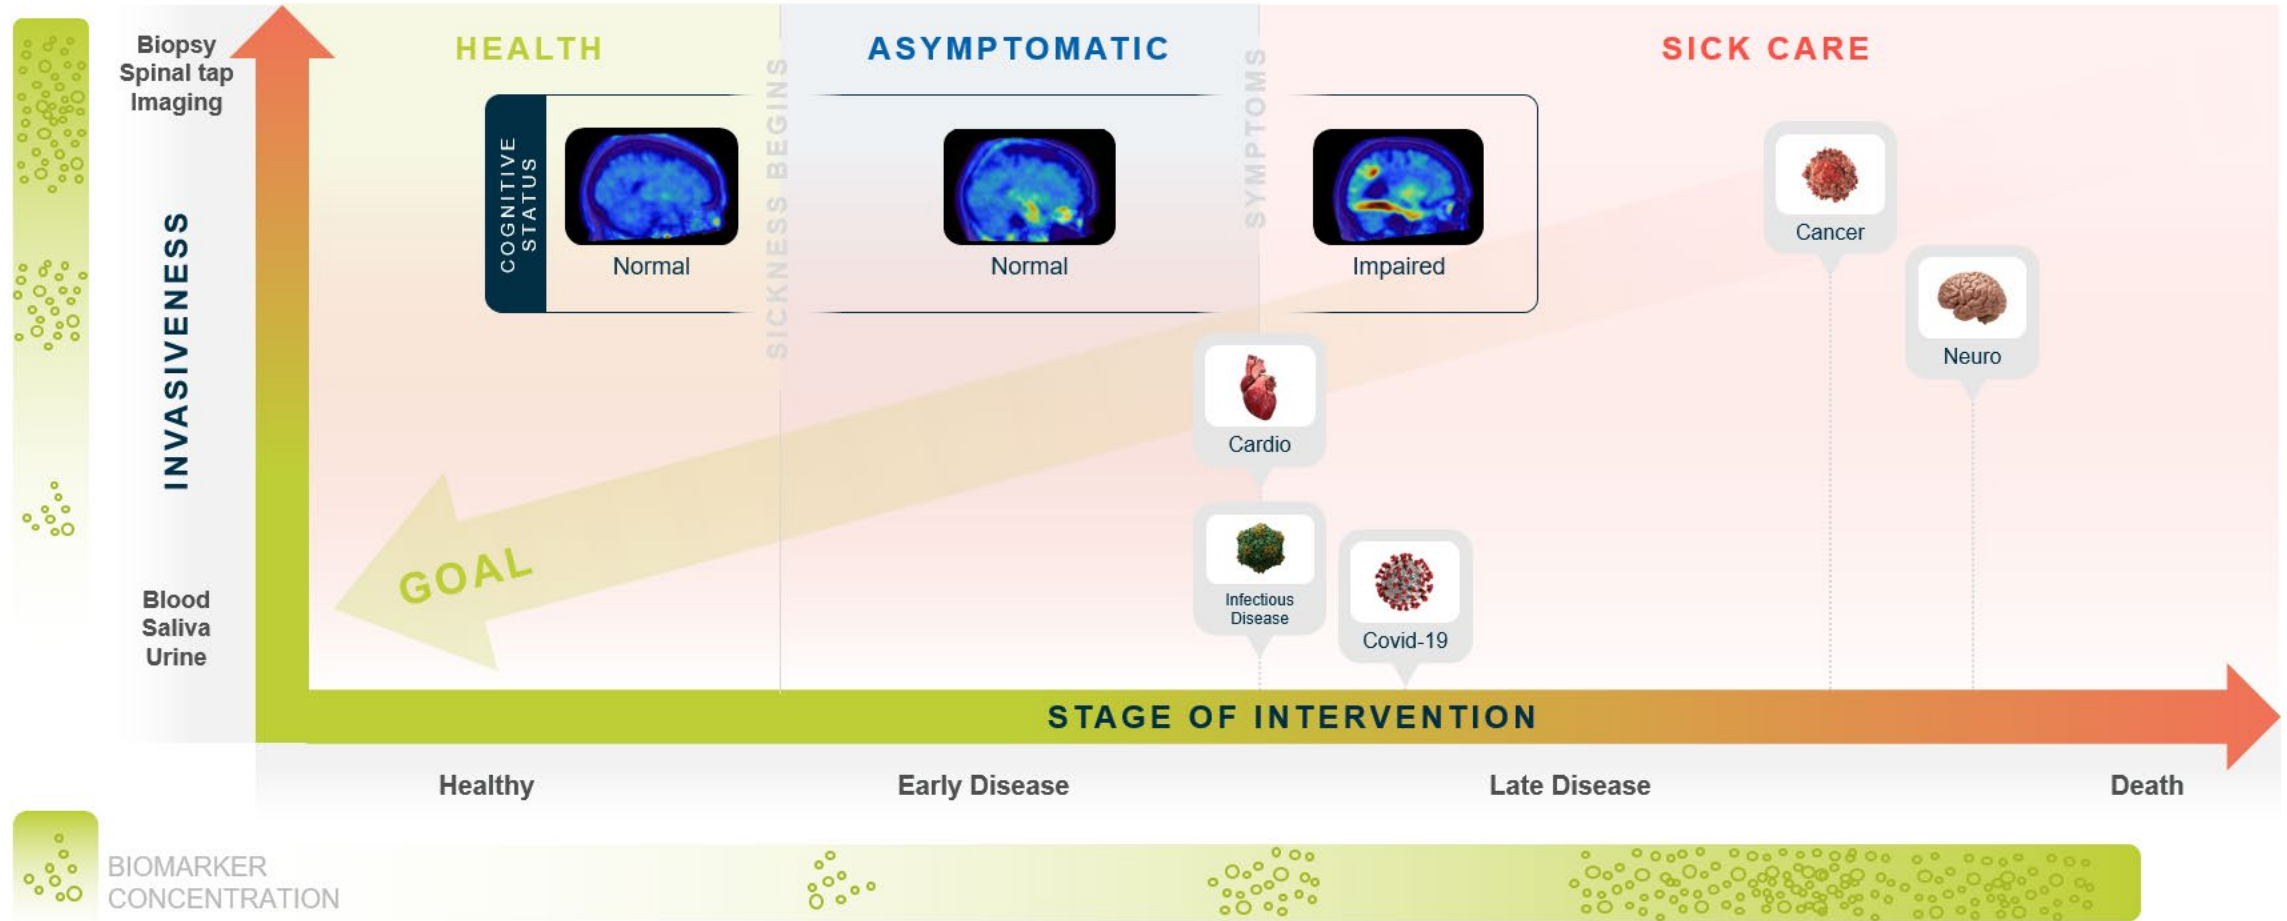 Biopsy
Spinal tap
Imaging
INVASIVENESS
Blood
Saliva
Urine
HEALTH
ASYMPTOMATIC
SICK CARE
SICKNESS BEGINS
SYMPTOMS
COGNITIVE
STATUS
Normal
Normal
Impaired
Cancer
Neuro
Cardio
Infectious
Disease
Covid-19
GOAL
STAGE OF INTERVENTION
Healthy
Early Disease
Late Disease
Death
BIOMARKER
CONCENTRATION